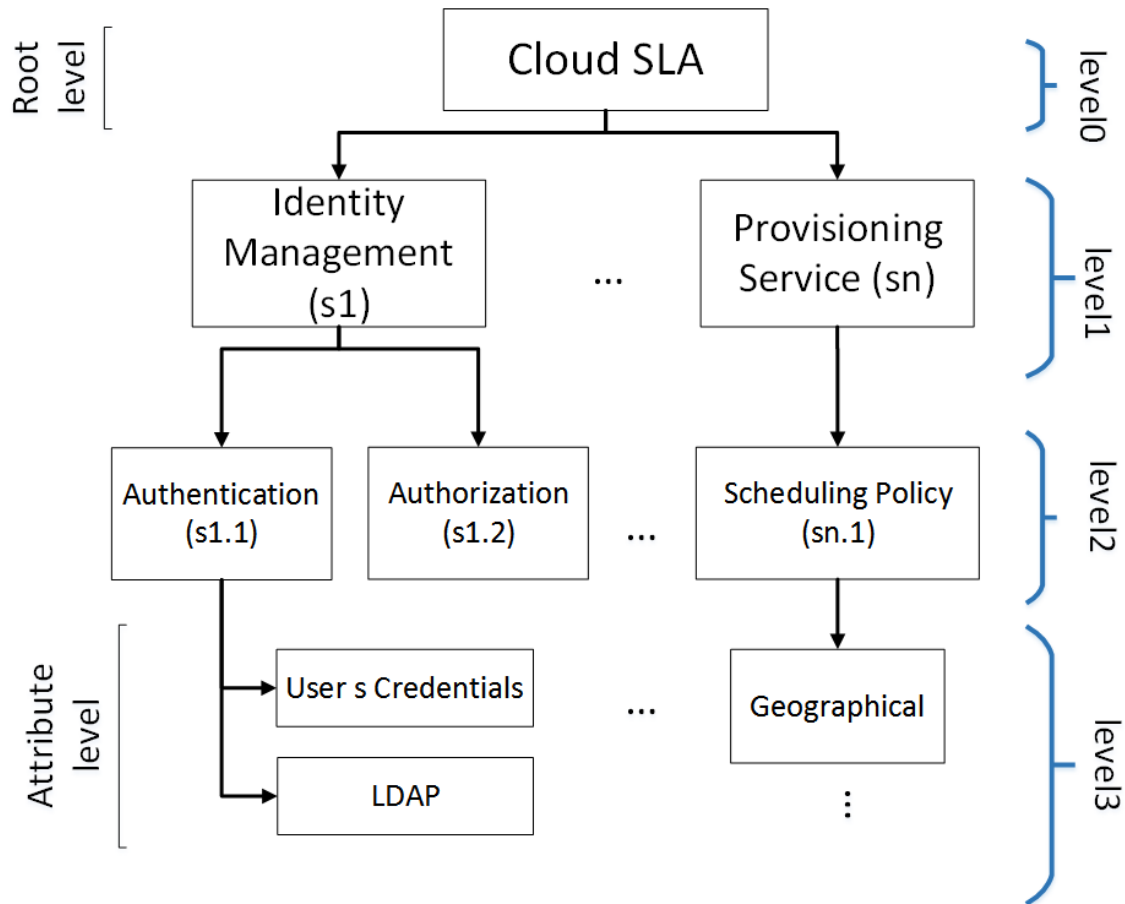 Root
level
Cloud SLA
level0
Identity
Management
(s1)
...
Provisioning
Service (sn)
level1
Authentication
(s1.1)
Authorization
(s1.2)
...
Scheduling Policy
(sn.1)
level2
Attribute
level
User s Credentials
...
Geographical
LDAP
...
level3